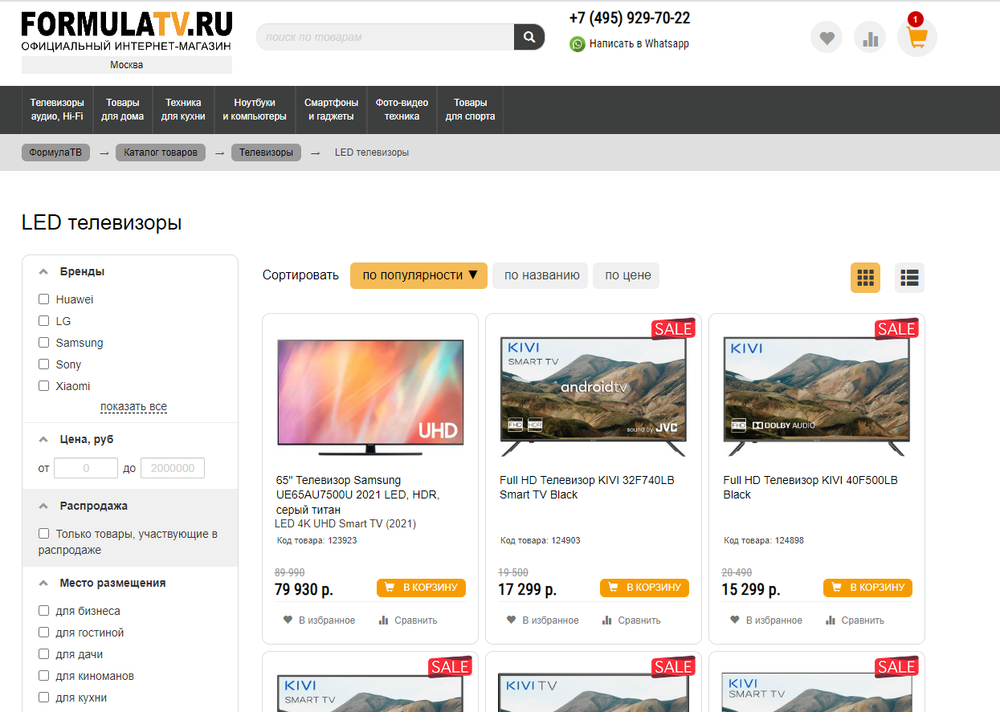 FORMULATV.RU
ОФИЦИАЛЬНЫЙ ИНТЕРНЕТ-МАГАЗИН
Москва
поиск по товарам
+7 (495) 929-70-22
Написать в Whatsapp
1
Телевизоры
аудио, Hi-Fi
Товары
для дома
Техника
для кухни
Ноутбуки
и компьютеры
Смартфоны
и гаджеты
Фото-видео
техника
Товары
для спорта
ФормулаТВ → Каталог товаров → Телевизоры → LED телевизоры
LED телевизоры
Бренды
Huawei
LG
Samsung
Sony
Xiaomi
показать все
Цена, руб
от 0 до 2000000
Распродажа
Только товары, участвующие в
распродаже
Место размещения
для бизнеса
для гостиной
для дачи
для киноманов
для кухни
Сортировать по популярности ▼ по названию по цене
UHD
65" Телевизор Samsung
UE65AU7500U 2021 LED, HDR,
серый титан
LED 4K UHD Smart TV (2021)
Код товара: 123923
89 990
79 930 р.
В КОРЗИНУ
В избранное
Сравнить
SALE
KIVI
SMART TV
androidtv
FHD HDR
sound by JVC
Full HD Телевизор KIVI 32F740LB
Smart TV Black
Код товара: 124903
19 500
17 299 р.
В КОРЗИНУ
В избранное
Сравнить
SALE
KIVI
FHD DOLBY AUDIO
Full HD Телевизор KIVI 40F500LB
Black
Код товара: 124898
20 490
15 299 р.
В КОРЗИНУ
В избранное
Сравнить
SALE
KIVI
SMART TV
SALE
KIVI TV
SALE
KIVI
SMART TV